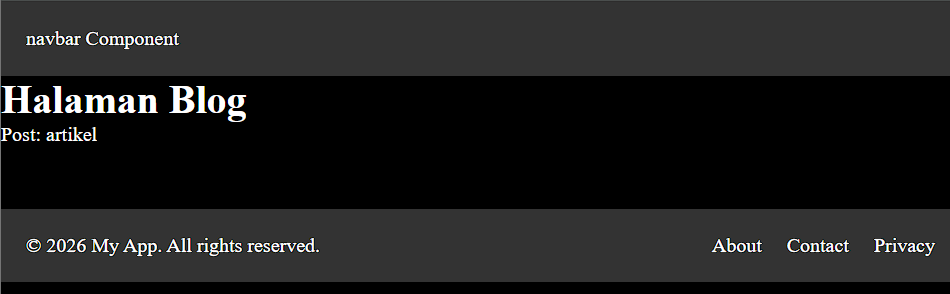 navbar Component
Halaman Blog
Post: artikel
© 2026 My App. All rights reserved. About Contact Privacy